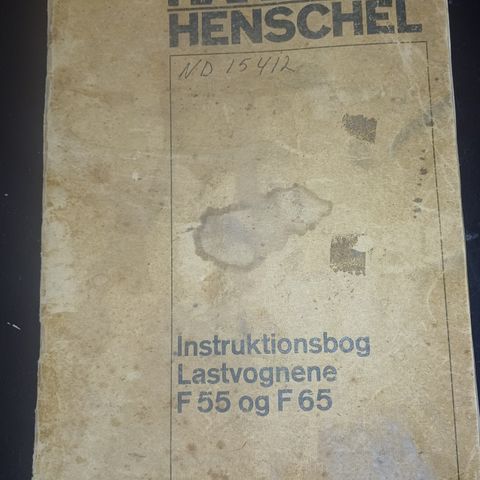 HENSCHEL
ND 15412
Instruktionsbog
Lastvognene
F 55 og F 65